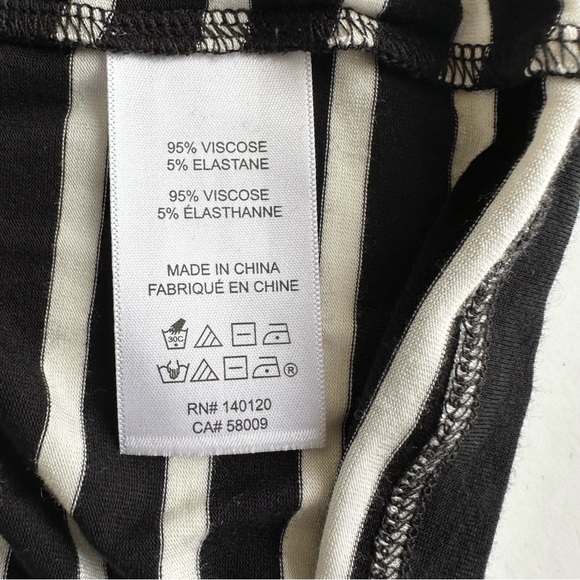 95% VISCOSE
5% ELASTANE
95% VISCOSE
5% ÉLASTHANNE
MADE IN CHINA
FABRIQUÉ EN CHINE
30C
®
RN# 140120
CA# 58009